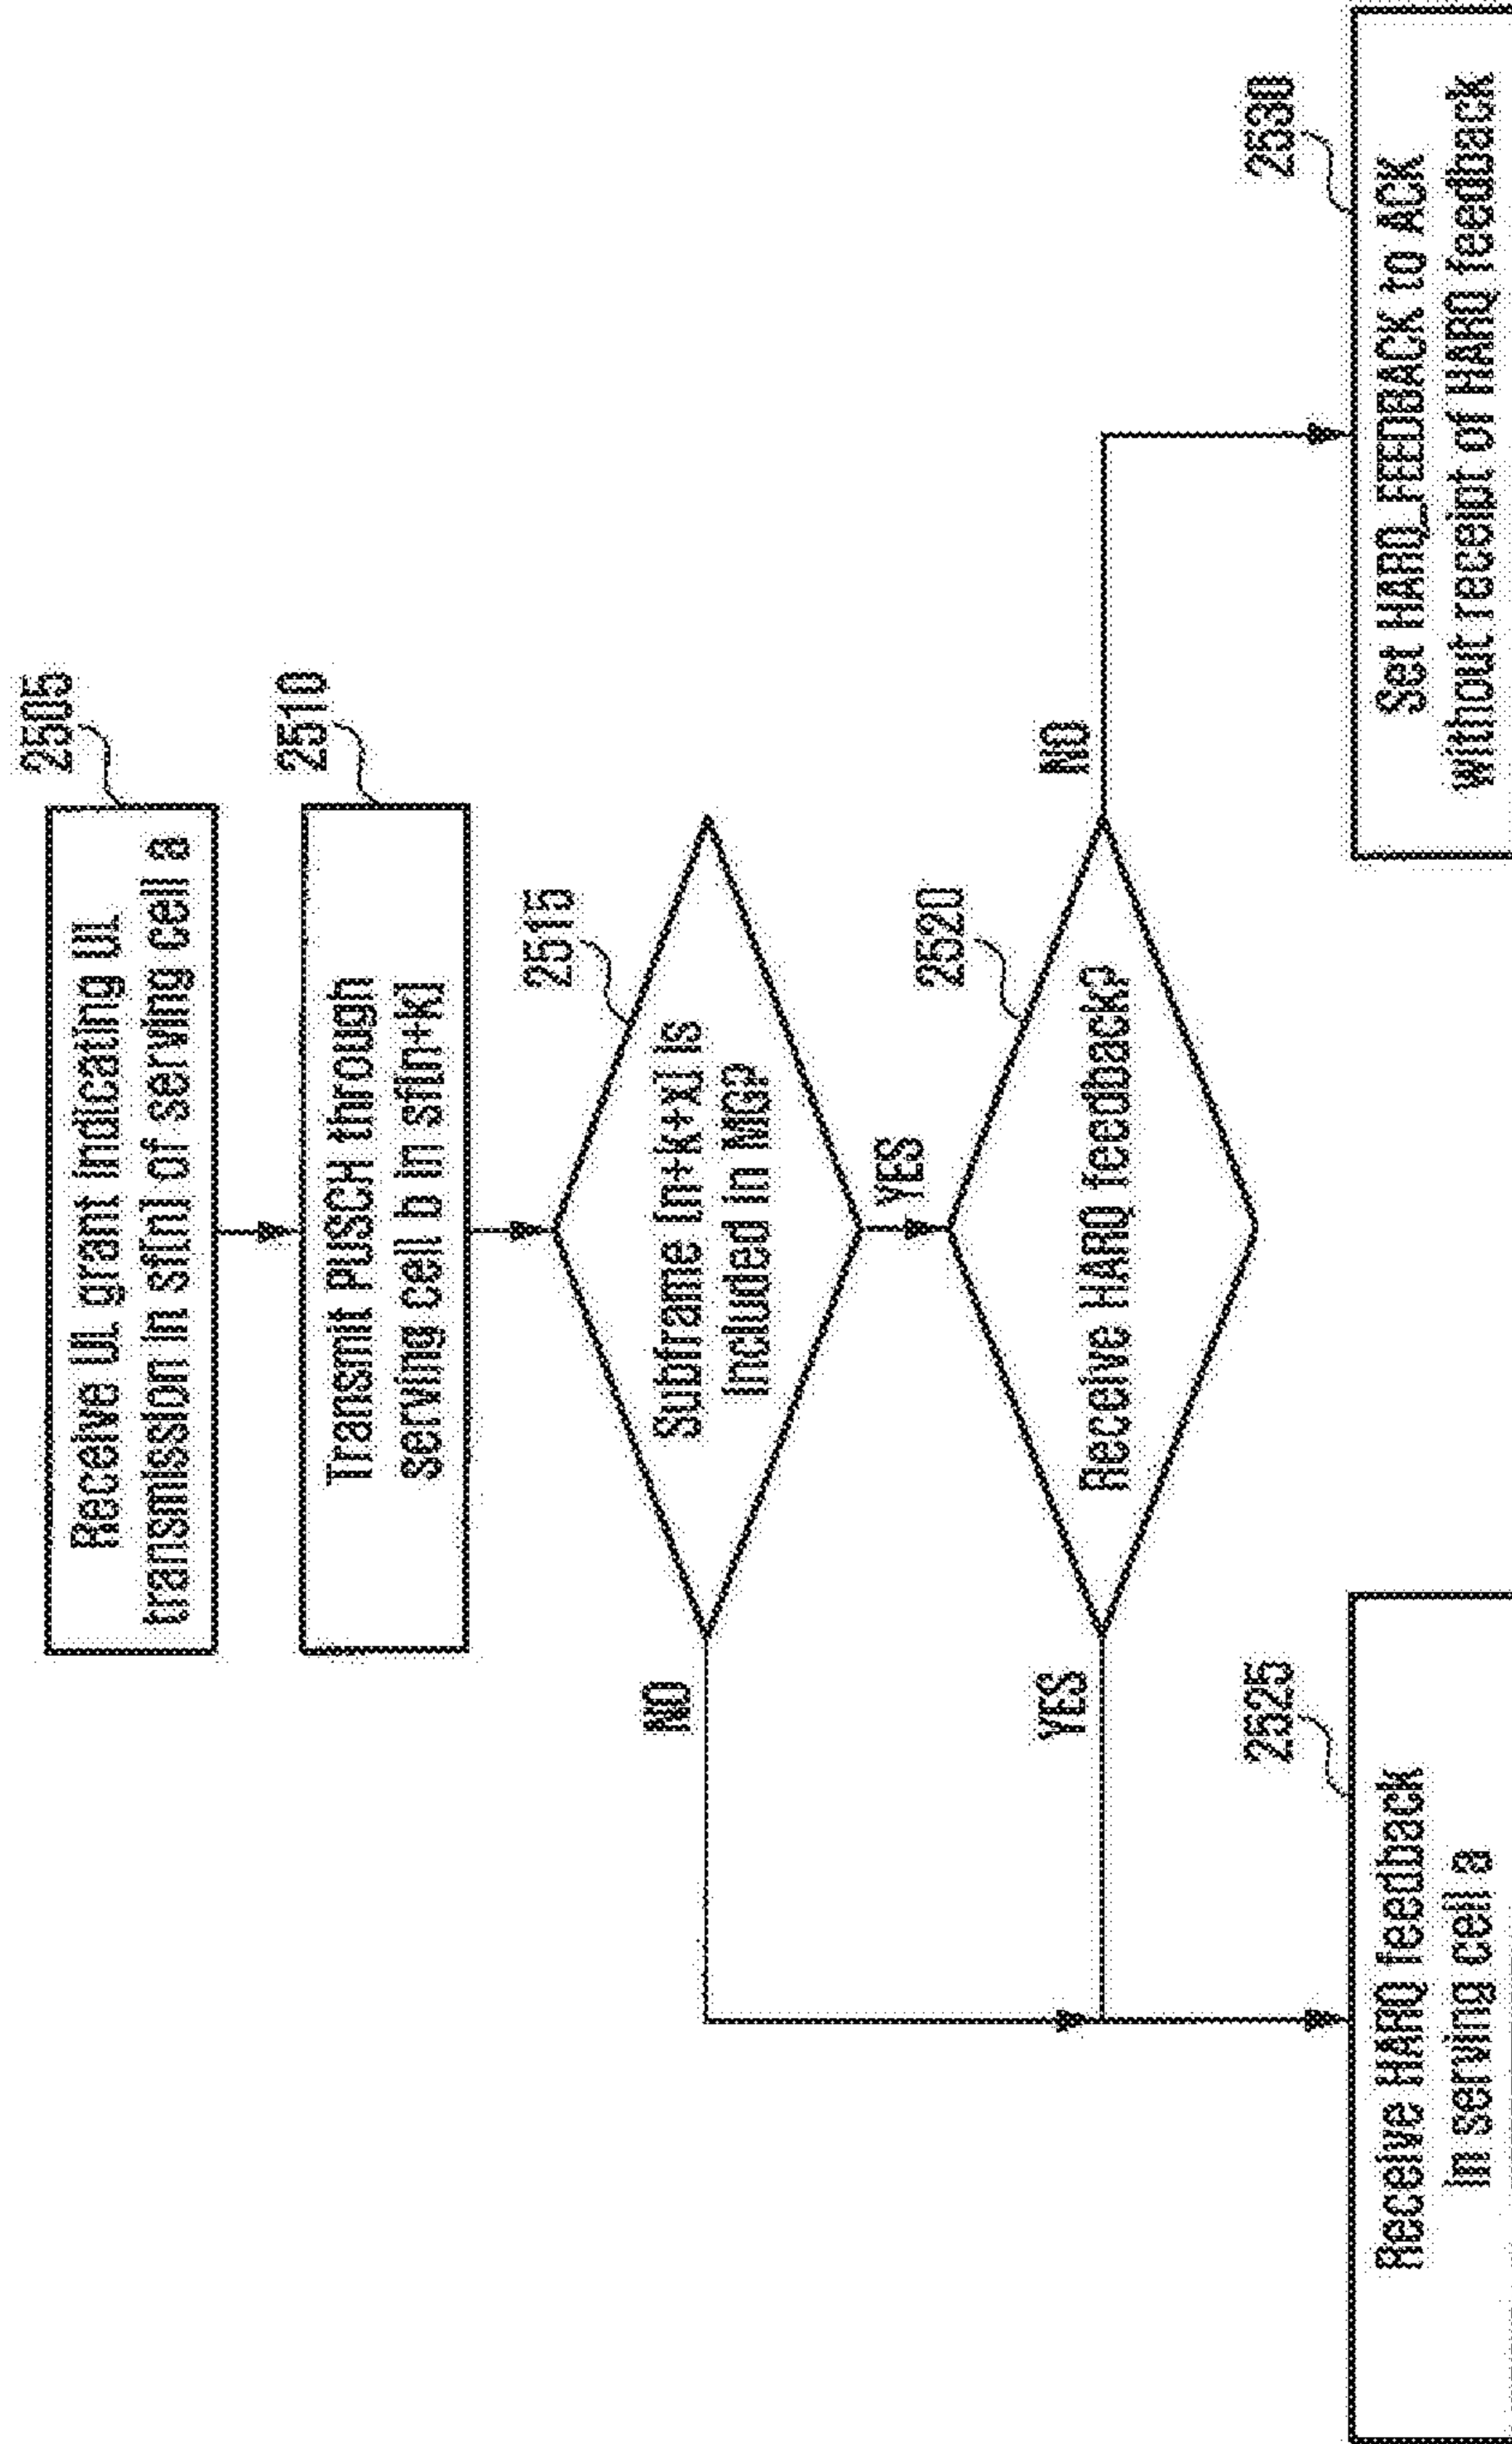 2505
Receive UL grant indicating UL
transmission in sf[n] of serving cell a
2510
Transmit PUSCH through
serving cell b in sf[n+k]
2515
Subframe [n+k+x] is
included in MG?
NO
YES
2520
Receive HARQ feedback?
YES
NO
2525
Receive HARQ feedback
in serving cell a
2530
Set HARQ_FEEDBACK to ACK
without receipt of HARQ feedback